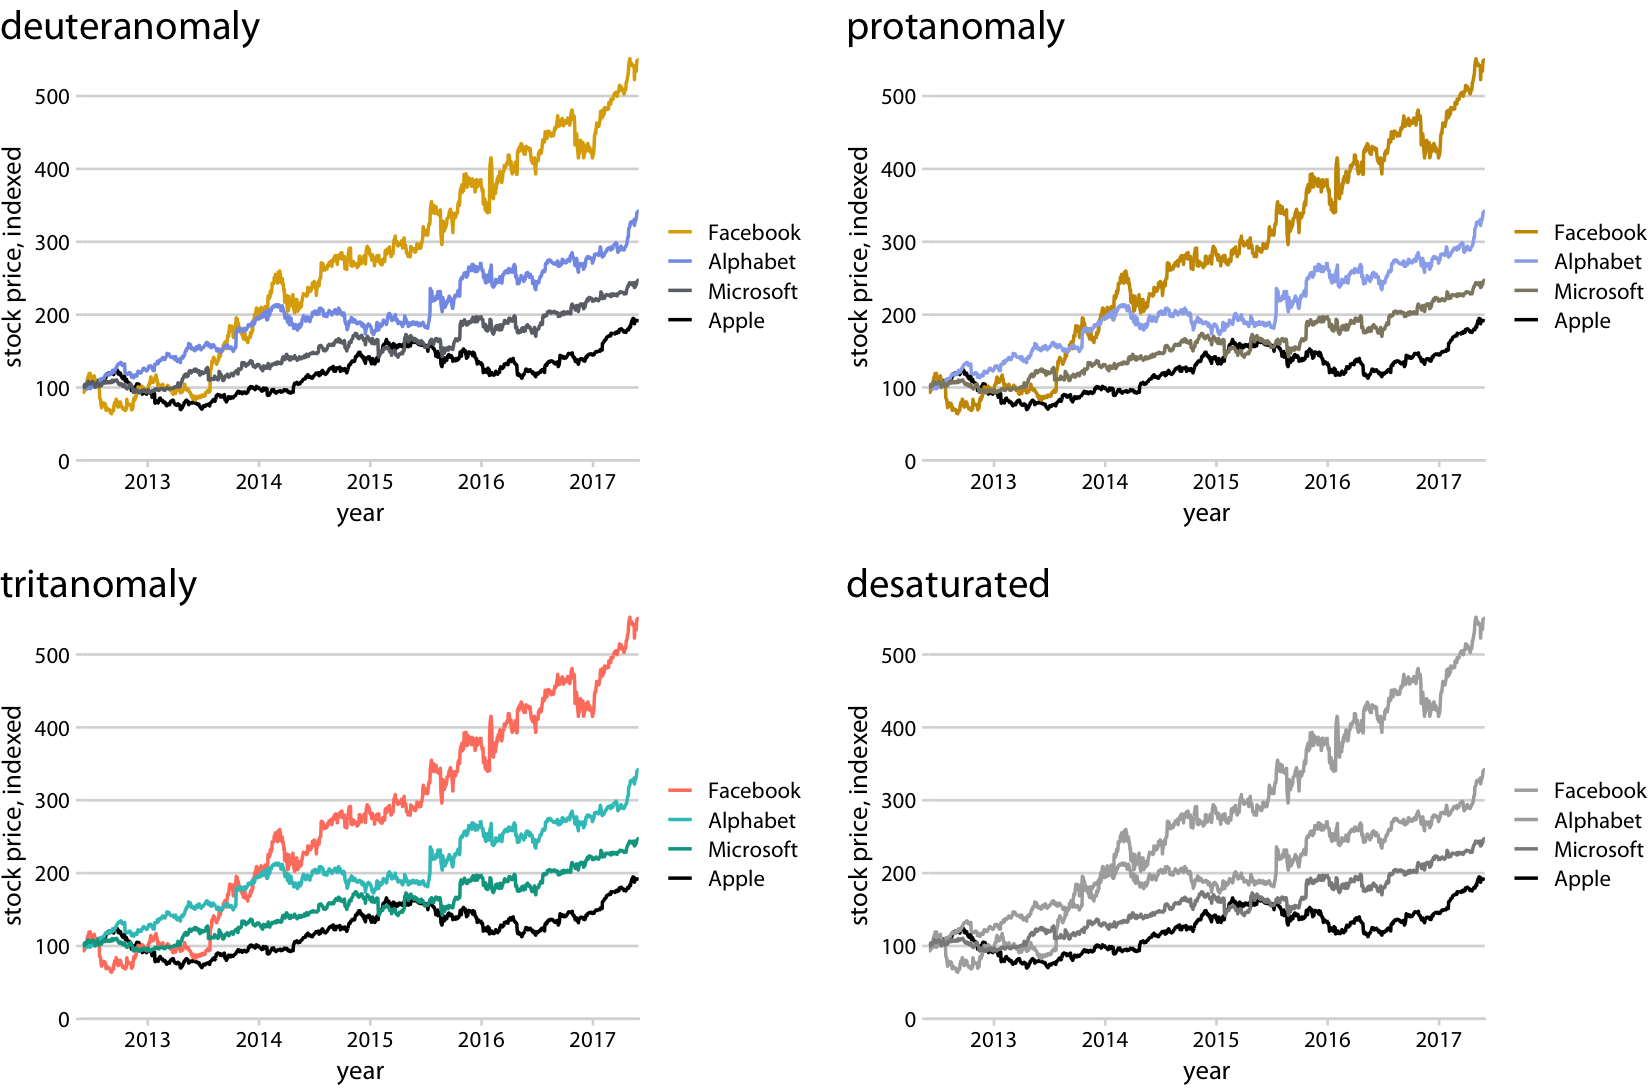 deuteranomaly
stock price, indexed
500
400
300
200
100
0
2013 2014 2015 2016 2017
year
Facebook
Alphabet
Microsoft
Apple
protanomaly
stock price, indexed
500
400
300
200
100
0
2013 2014 2015 2016 2017
year
Facebook
Alphabet
Microsoft
Apple
tritanomaly
stock price, indexed
500
400
300
200
100
0
2013 2014 2015 2016 2017
year
Facebook
Alphabet
Microsoft
Apple
desaturated
stock price, indexed
500
400
300
200
100
0
2013 2014 2015 2016 2017
year
Facebook
Alphabet
Microsoft
Apple